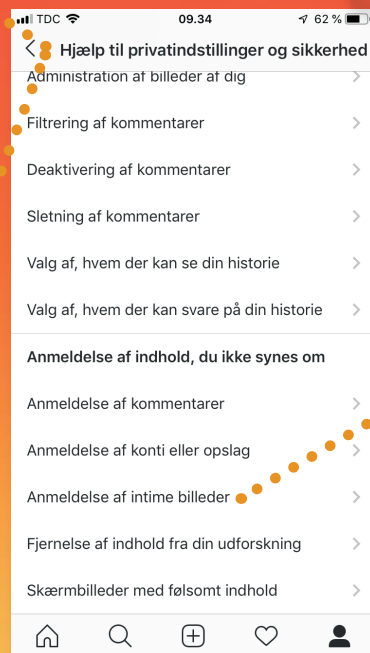 TDC 09.34 62 %
Hjælp til privatindstillinger og sikkerhed
Administration af billeder af dig
Filtrering af kommentarer
Deaktivering af kommentarer
Sletning af kommentarer
Valg af, hvem der kan se din historie
Valg af, hvem der kan svare på din historie
Anmeldelse af indhold, du ikke synes om
Anmeldelse af kommentarer
Anmeldelse af konti eller opslag
Anmeldelse af intime billeder
Fjernelse af indhold fra din udforskning
Skærmbilleder med følsomt indhold